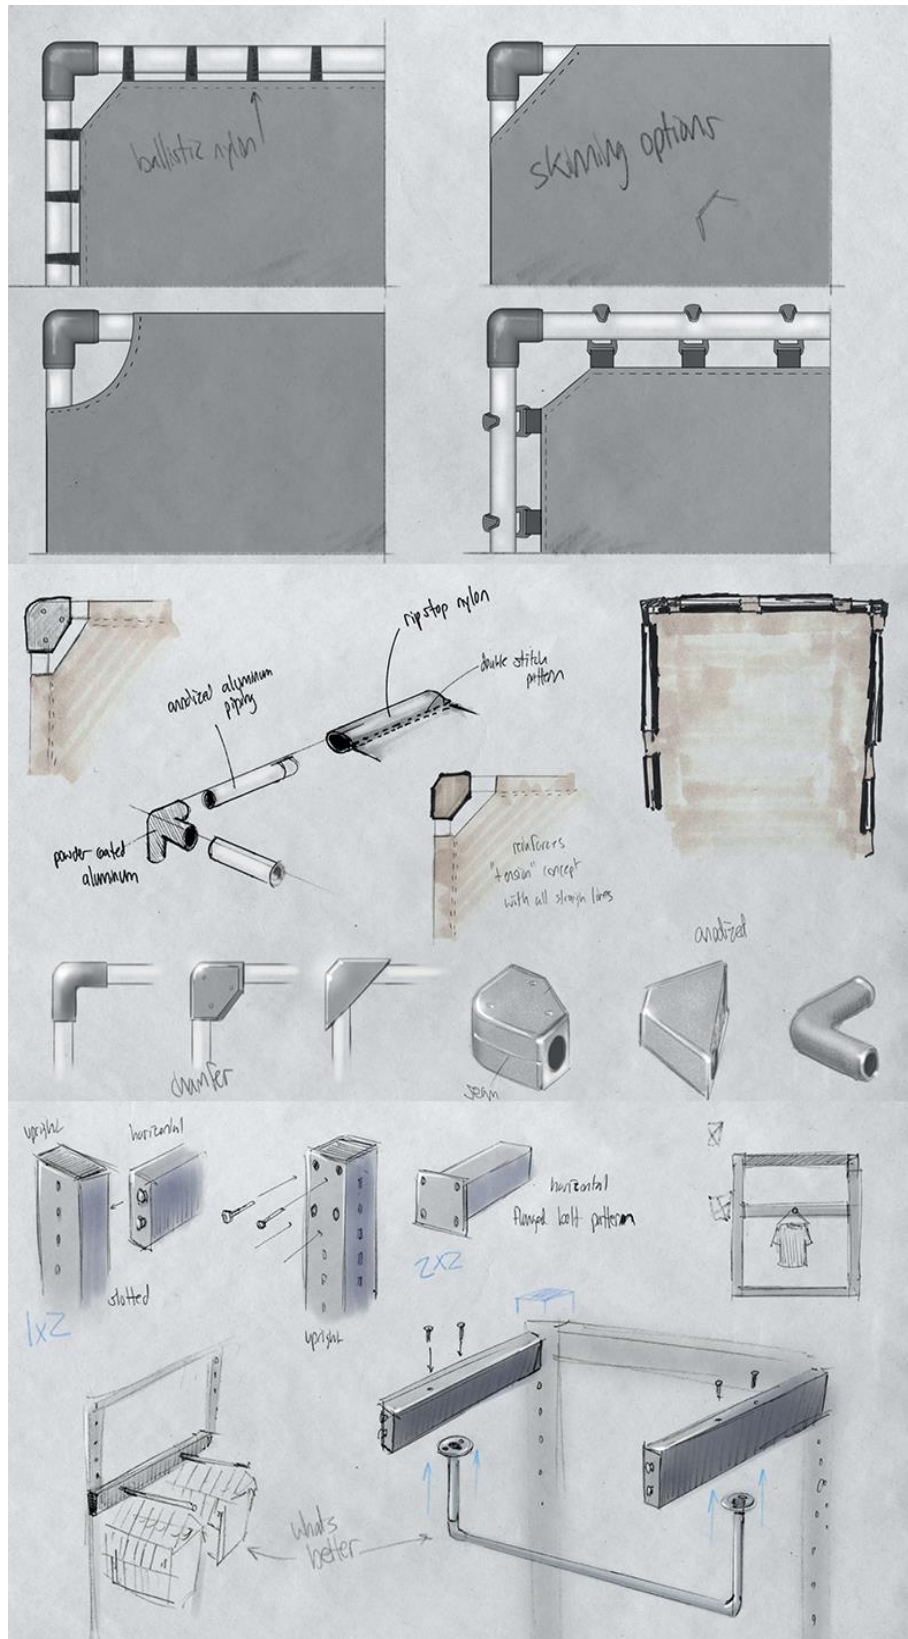 ballistic nylon
skinning options
ripstop nylon
double stitch
pattern
anodized aluminum
piping
powder coated
aluminum
reinforces
"tension" concept
with all straigh lines
anodized
chamfer
seam
upright
horizontal
slotted
1x2
upright
horizontal
flanged bolt pattern
2x2
whats
better